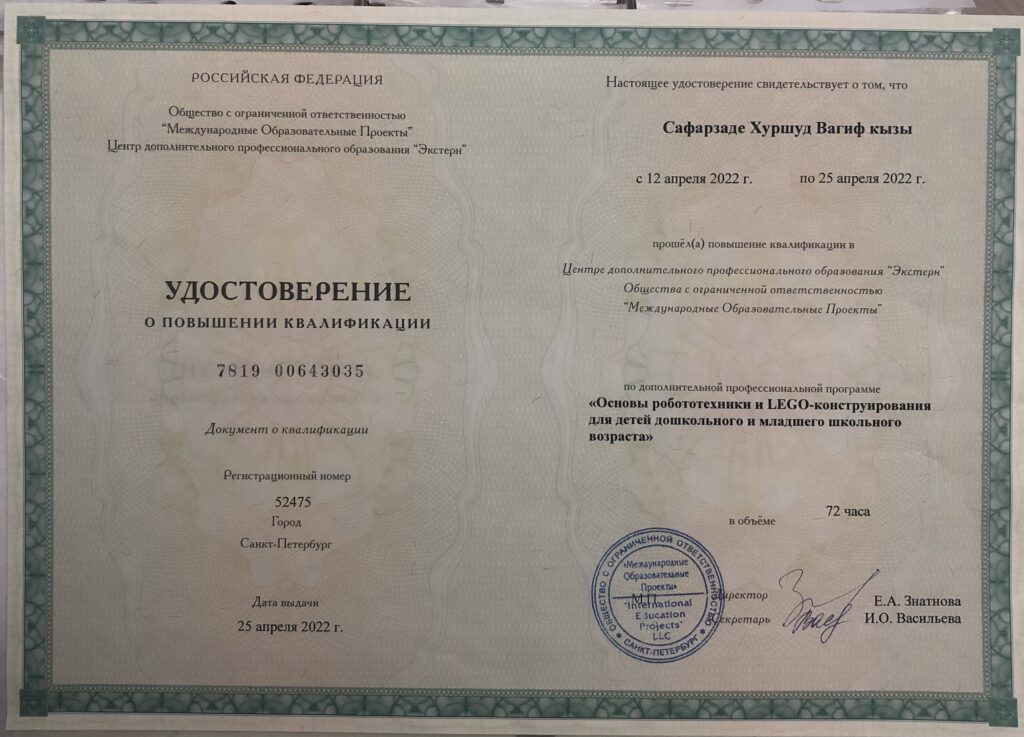 РОССИЙСКАЯ ФЕДЕРАЦИЯ
Общество с ограниченной ответственностью
“Международные Образовательные Проекты”
Центр дополнительного профессионального образования “Экстерн”
УДОСТОВЕРЕНИЕ
О ПОВЫШЕНИИ КВАЛИФИКАЦИИ
7819 00643035
Документ о квалификации
Регистрационный номер
52475
Город
Санкт-Петербург
Дата выдачи
25 апреля 2022 г.
Настоящее удостоверение свидетельствует о том, что
Сафарзаде Хуршуд Вагиф кызы
с 12 апреля 2022 г. по 25 апреля 2022 г.
прошёл(а) повышение квалификации в
Центре дополнительного профессионального образования “Экстерн”
Общества с ограниченной ответственностью
“Международные Образовательные Проекты”
по дополнительной профессиональной программе
«Основы робототехники и LEGO-конструирования
для детей дошкольного и младшего школьного
возраста»
в объёме 72 часа
М.П.
Директор Е.А. Знатнова
Секретарь И.О. Васильева
ОБЩЕСТВО С ОГРАНИЧЕННОЙ ОТВЕТСТВЕННОСТЬЮ
САНКТ-ПЕТЕРБУРГ
«Международные
Образовательные
Проекты»
"International
Education
Projects"
LLC